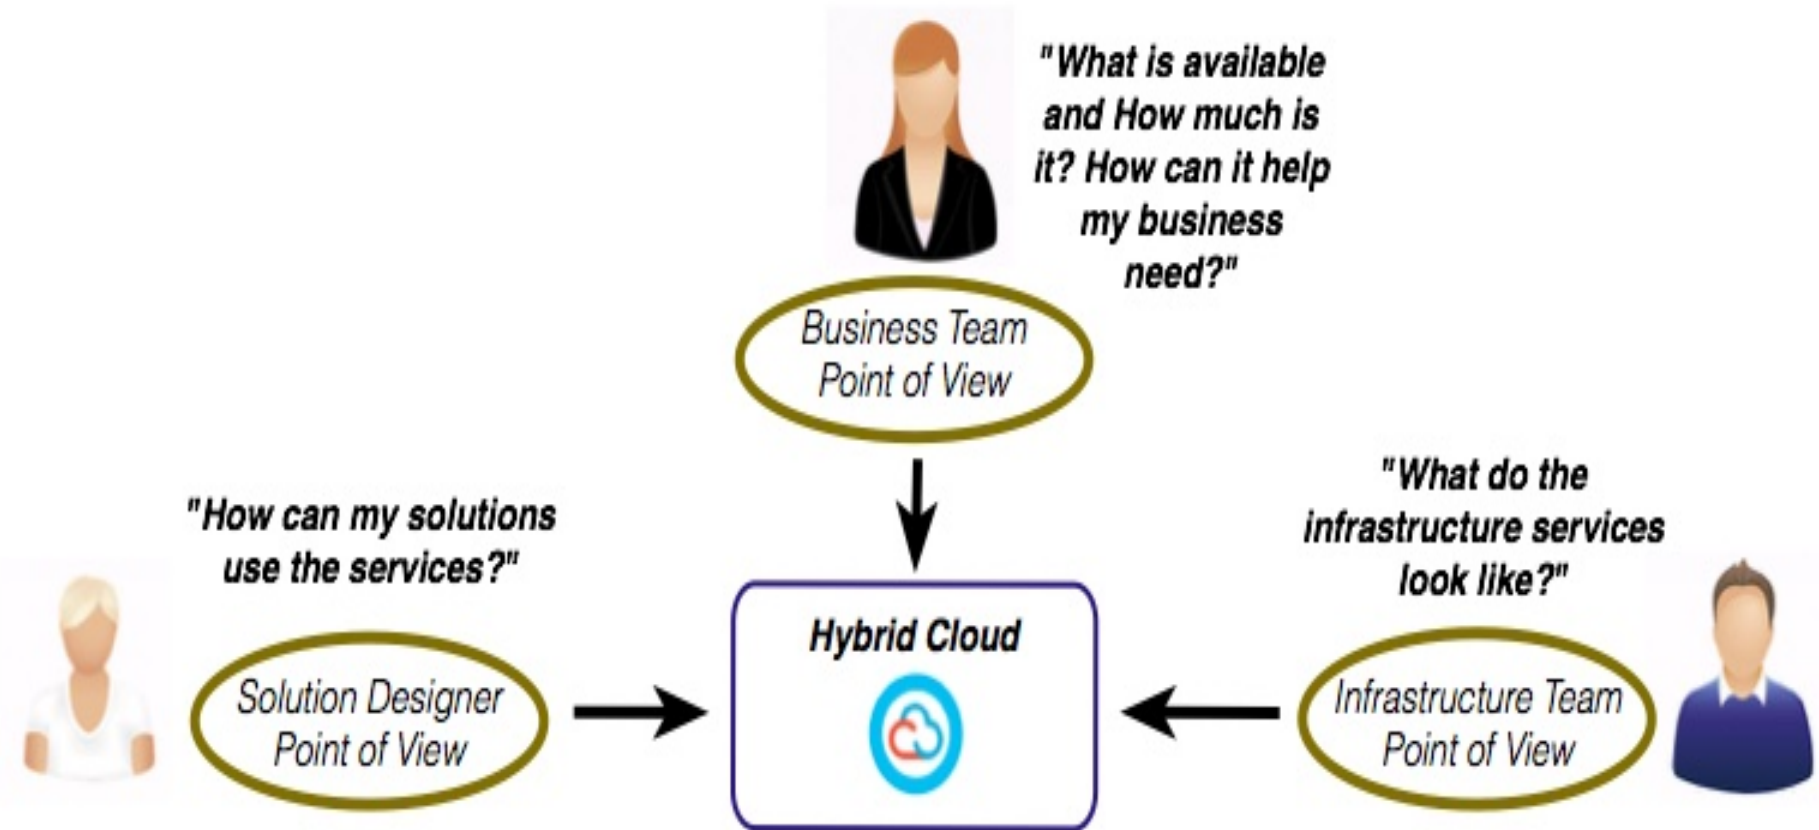 "What is available
and How much is
it? How can it help
my business
need?"
Business Team
Point of View
"How can my solutions
use the services?"
Solution Designer
Point of View
Hybrid Cloud
"What do the
infrastructure services
look like?"
Infrastructure Team
Point of View